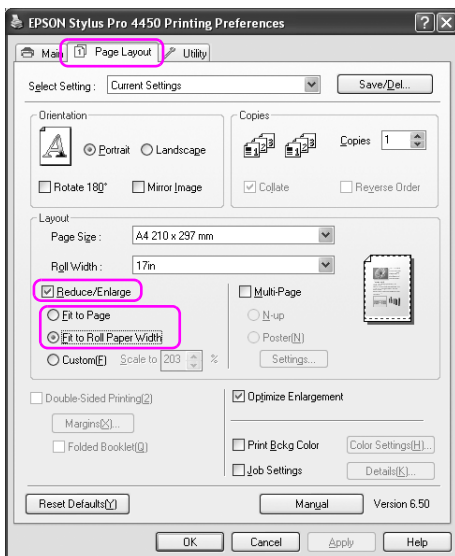 EPSON Stylus Pro 4450 Printing Preferences
Main Page Layout Utility
Select Setting : Current Settings Save/Del...
Orientation Copies
Portrait Landscape Copies 1
Rotate 180° Mirror Image Collate Reverse Order
Layout
Page Size : A4 210 x 297 mm
Roll Width : 17in
Reduce/Enlarge Multi-Page
Fit to Page N-up
Fit to Roll Paper Width Poster(N)
Custom(F) Scale to 203 % Settings...
Double-Sided Printing(2) Optimize Enlargement
Margins(X)...
Folded Booklet(Q) Print Bckg Color Color Settings(H)...
Job Settings Details(K)...
Reset Defaults(Y) Manual Version 6.50
OK Cancel Apply Help